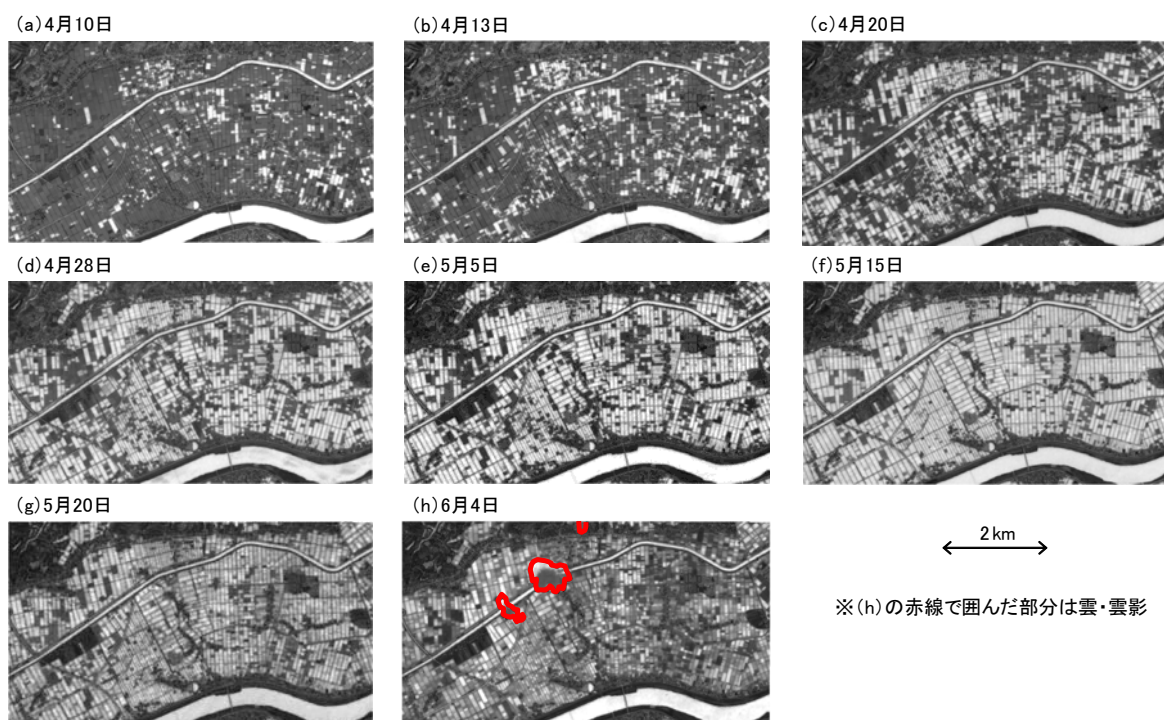 (a)4月10日
(b)4月13日
(c)4月20日
(d)4月28日
(e)5月5日
(f)5月15日
(g)5月20日
(h)6月4日
2km
※(h)の赤線で囲んだ部分は雲・雲影